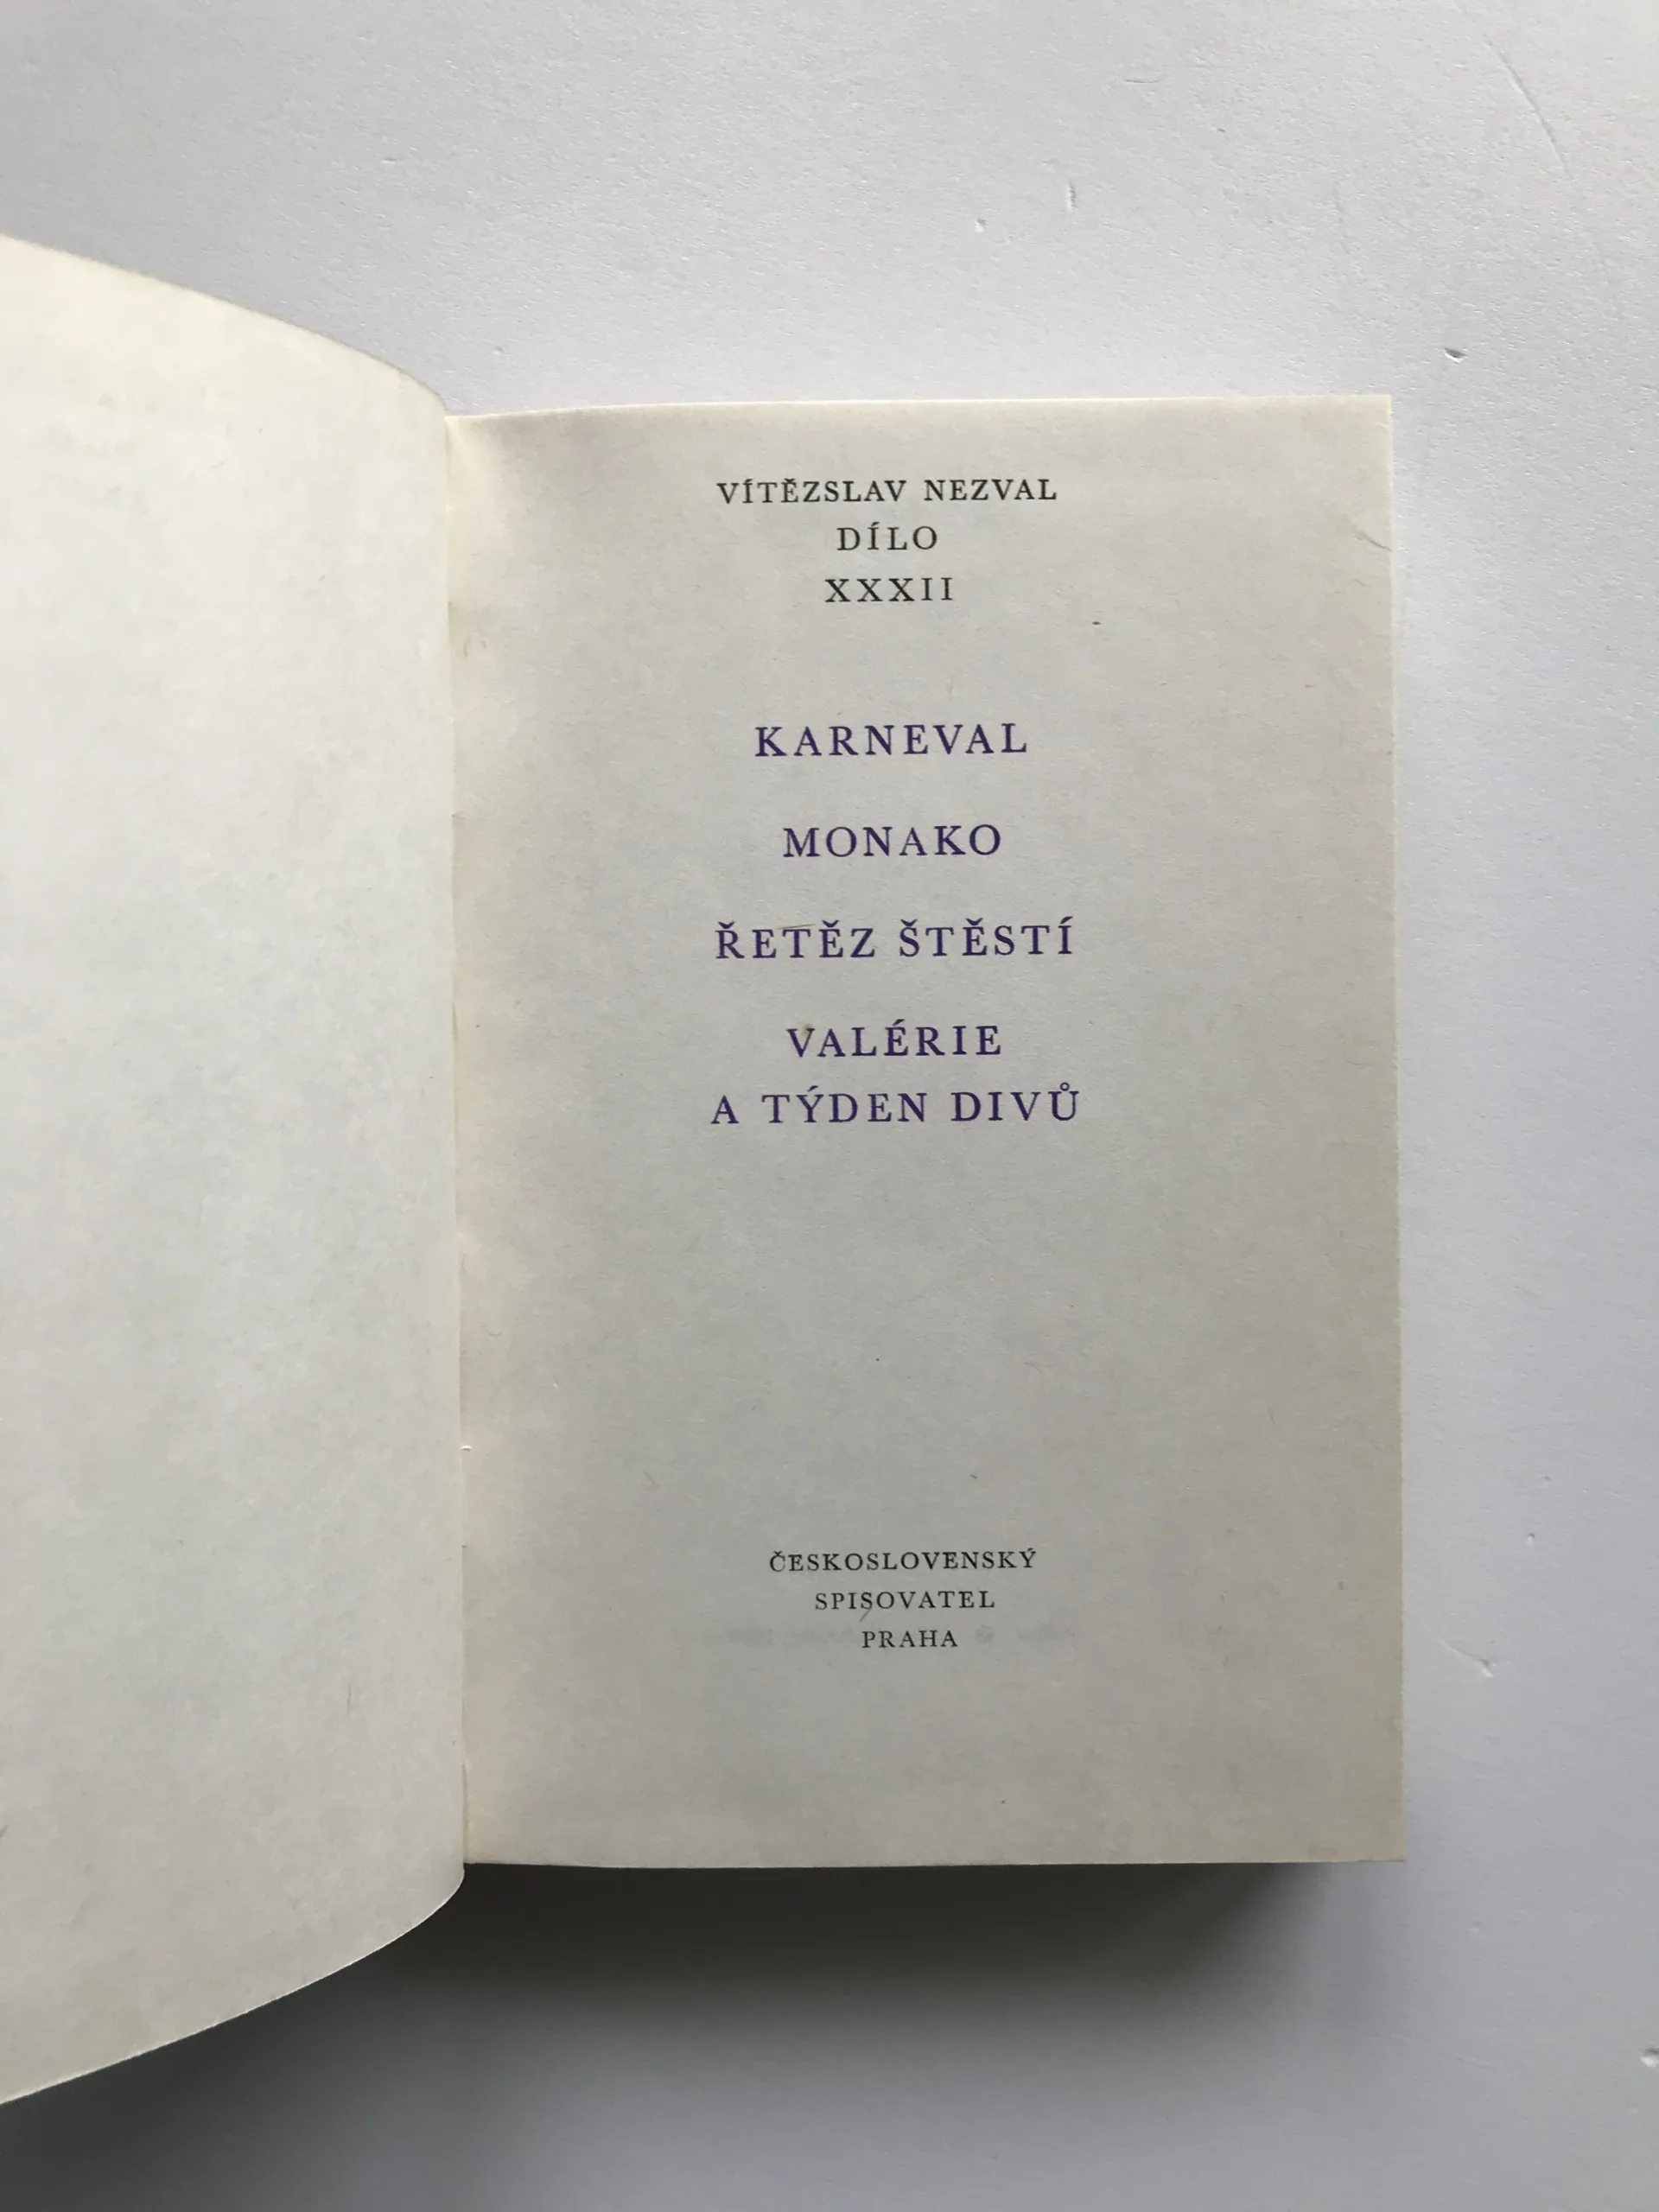 VÍTĚZSLAV NEZVAL
DÍLO
XXXII
KARNEVAL
MONAKO
ŘETĚZ ŠTĚSTÍ
VALÉRIE
A TÝDEN DIVŮ
ČESKOSLOVENSKÝ
SPISOVATEL
PRAHA